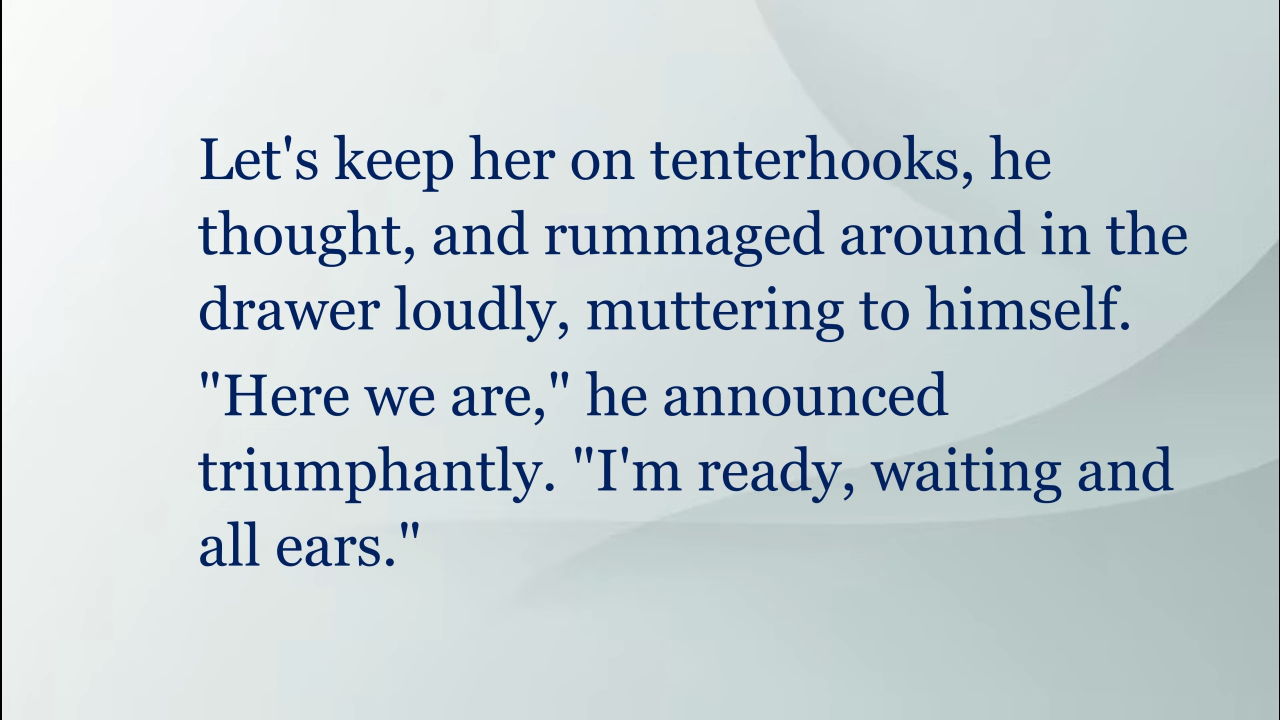 Let's keep her on tenterhooks, he
thought, and rummaged around in the
drawer loudly, muttering to himself.
"Here we are," he announced
triumphantly. "I'm ready, waiting and
all ears."